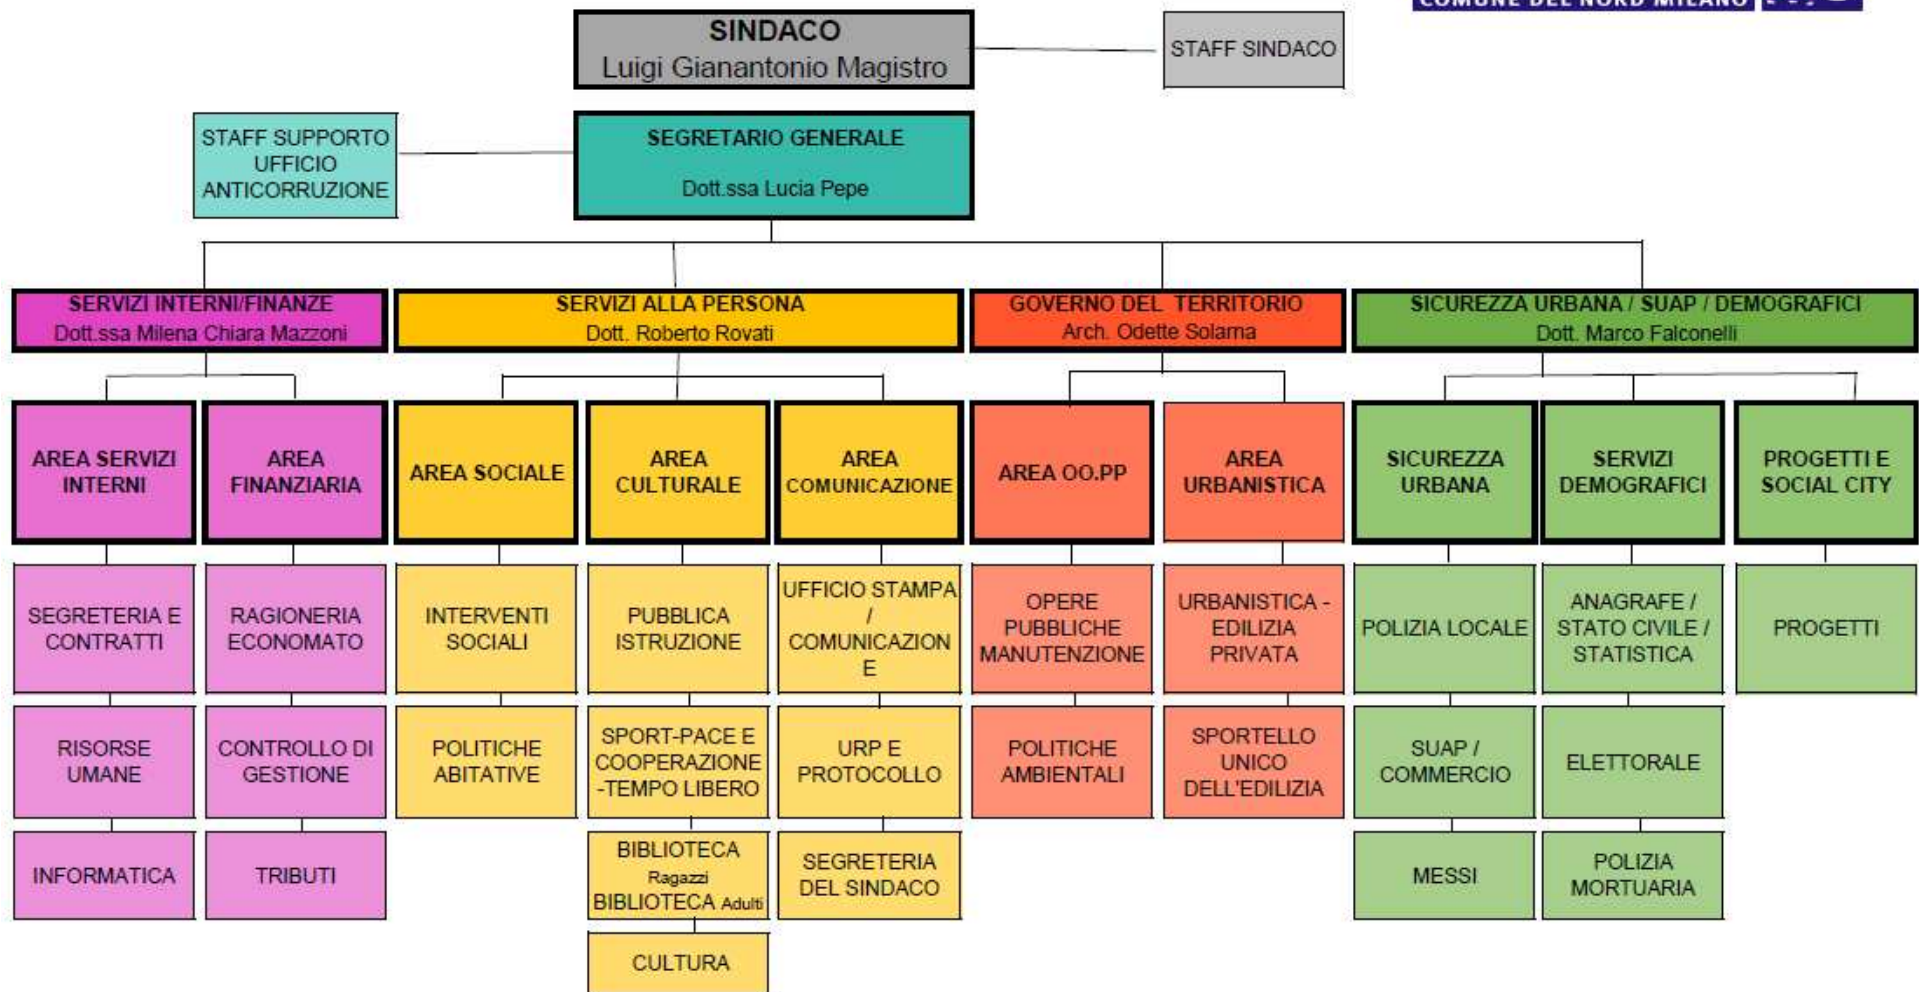 COMUNE DEL NORD MILANO
SINDACO
Luigi Gianantonio Magistro
STAFF SINDACO
STAFF SUPPORTO
UFFICIO
ANTICORRUZIONE
SEGRETARIO GENERALE
Dott.ssa Lucia Pepe
SERVIZI INTERNI/FINANZE
Dott.ssa Milena Chiara Mazzoni
SERVIZI ALLA PERSONA
Dott. Roberto Rovati
GOVERNO DEL TERRITORIO
Arch. Odette Solarna
SICUREZZA URBANA / SUAP / DEMOGRAFICI
Dott. Marco Falconelli
AREA SERVIZI
INTERNI
AREA
FINANZIARIA
AREA SOCIALE
AREA
CULTURALE
AREA
COMUNICAZIONE
AREA OO.PP
AREA
URBANISTICA
SICUREZZA
URBANA
SERVIZI
DEMOGRAFICI
PROGETTI E
SOCIAL CITY
SEGRETERIA E
CONTRATTI
RAGIONERIA
ECONOMATO
INTERVENTI
SOCIALI
PUBBLICA
ISTRUZIONE
UFFICIO STAMPA
/
COMUNICAZION
E
OPERE
PUBBLICHE
MANUTENZIONE
URBANISTICA -
EDILIZIA
PRIVATA
POLIZIA LOCALE
ANAGRAFE /
STATO CIVILE /
STATISTICA
PROGETTI
RISORSE
UMANE
CONTROLLO DI
GESTIONE
POLITICHE
ABITATIVE
SPORT-PACE E
COOPERAZIONE
-TEMPO LIBERO
URP E
PROTOCOLLO
POLITICHE
AMBIENTALI
SPORTELLO
UNICO
DELL'EDILIZIA
SUAP /
COMMERCIO
ELETTORALE
INFORMATICA
TRIBUTI
BIBLIOTECA
Ragazzi
BIBLIOTECA Adulti
SEGRETERIA
DEL SINDACO
MESSI
POLIZIA
MORTUARIA
CULTURA